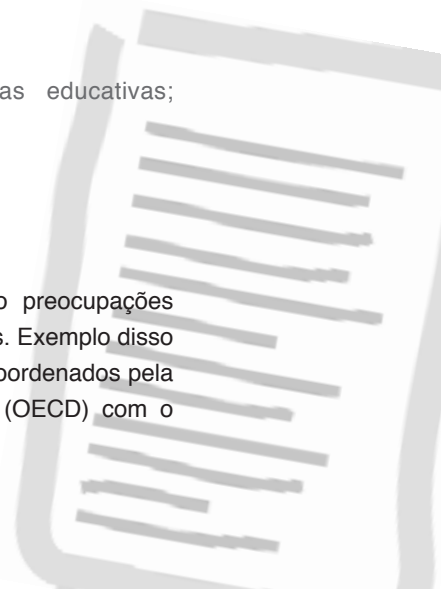 as educativas;
o preocupações
s. Exemplo disso
oordenados pela
(OECD) com o